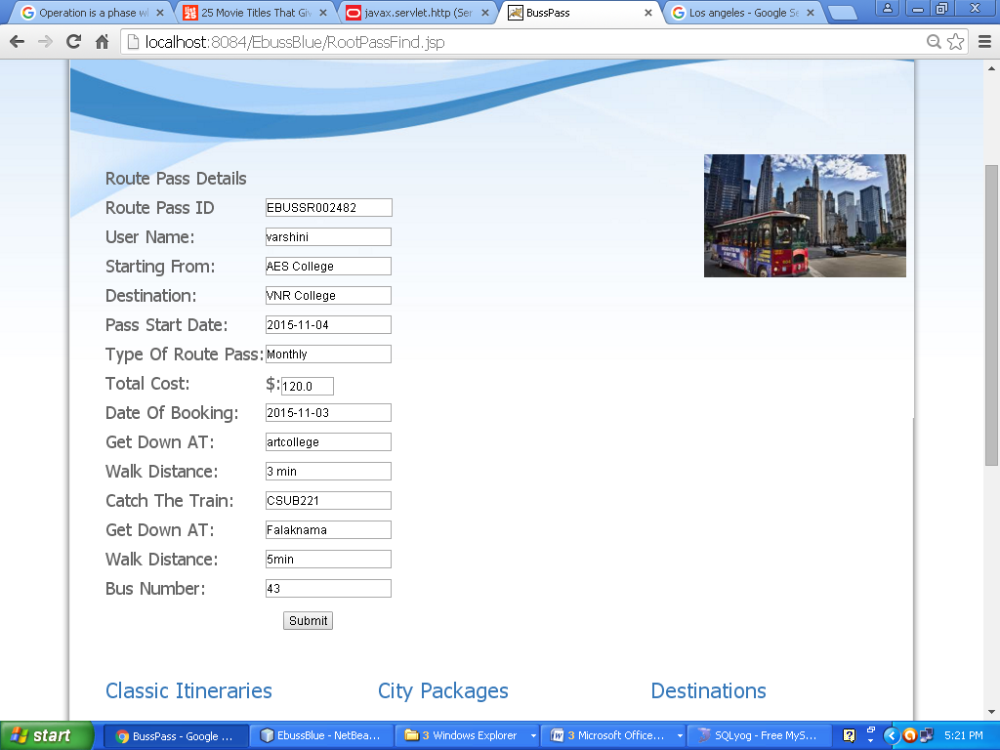 Operation is a phase wh
25 Movie Titles That Giv
javax.servlet.http (Ser
BussPass
Los angeles - Google Se
localhost:8084/EbussBlue/RootPassFind.jsp
Route Pass Details
Route Pass ID EBUSSR002482
User Name: varshini
Starting From: AES College
Destination: VNR College
Pass Start Date: 2015-11-04
Type Of Route Pass: Monthly
Total Cost: $: 120.0
Date Of Booking: 2015-11-03
Get Down AT: artcollege
Walk Distance: 3 min
Catch The Train: CSUB221
Get Down AT: Falaknama
Walk Distance: 5min
Bus Number: 43
Submit
Classic Itineraries City Packages Destinations
start BussPass - Google ... EbussBlue - NetBea... 3 Windows Explorer 3 Microsoft Office... SQLyog - Free MyS... 5:21 PM